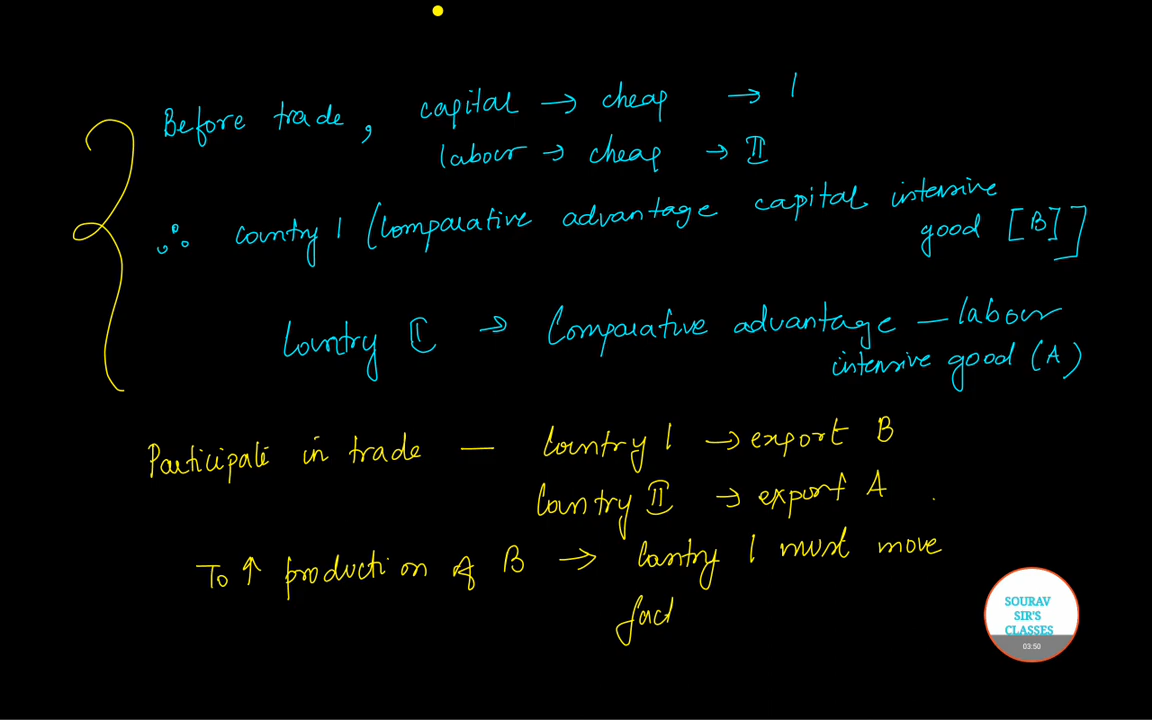 Before trade, capital → cheap → I
labour → cheap → II
∴ country I (Comparative advantage capital intensive
good [B]]
Country II → Comparative advantage – labour
intensive good (A)
Participate in trade — Country I → export B
Country II → export A.
To ↑ production of B → Country I must move
fact
SOURAV
SIR'S
CLASSES
03:50